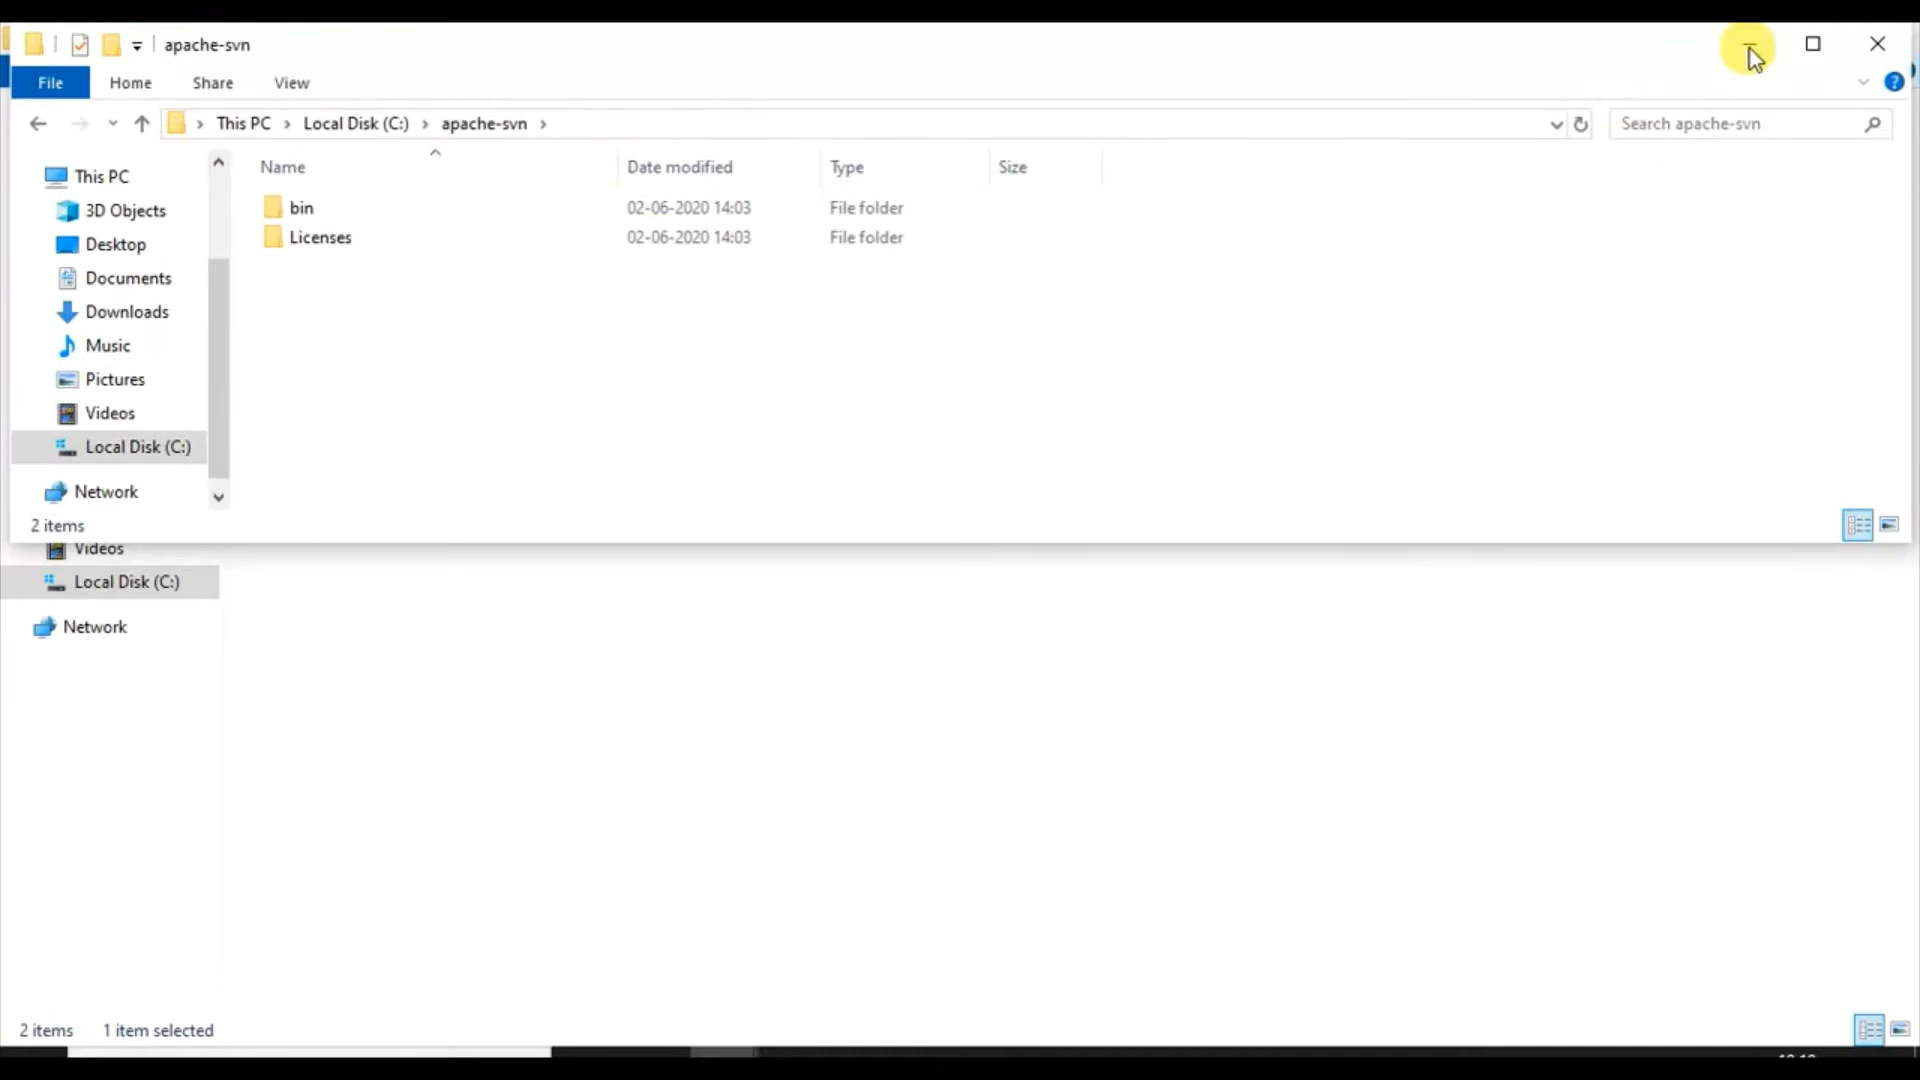 apache-svn
File Home Share View
This PC Local Disk (C:) apache-svn
Search apache-svn
Name Date modified Type Size
This PC
3D Objects
Desktop
Documents
Downloads
Music
Pictures
Videos
Local Disk (C:)
Network
bin 02-06-2020 14:03 File folder
Licenses 02-06-2020 14:03 File folder
2 items
Videos
Local Disk (C:)
Network
2 items 1 item selected